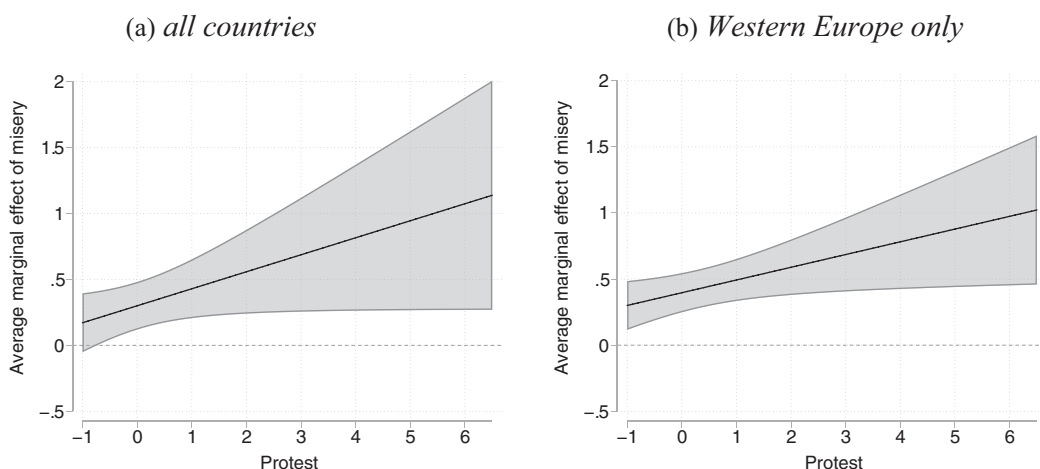 (a) all countries
Average marginal effect of misery
2
1.5
1
.5
0
−.5
−1 0 1 2 3 4 5 6
Protest
(b) Western Europe only
Average marginal effect of misery
2
1.5
1
.5
0
−.5
−1 0 1 2 3 4 5 6
Protest